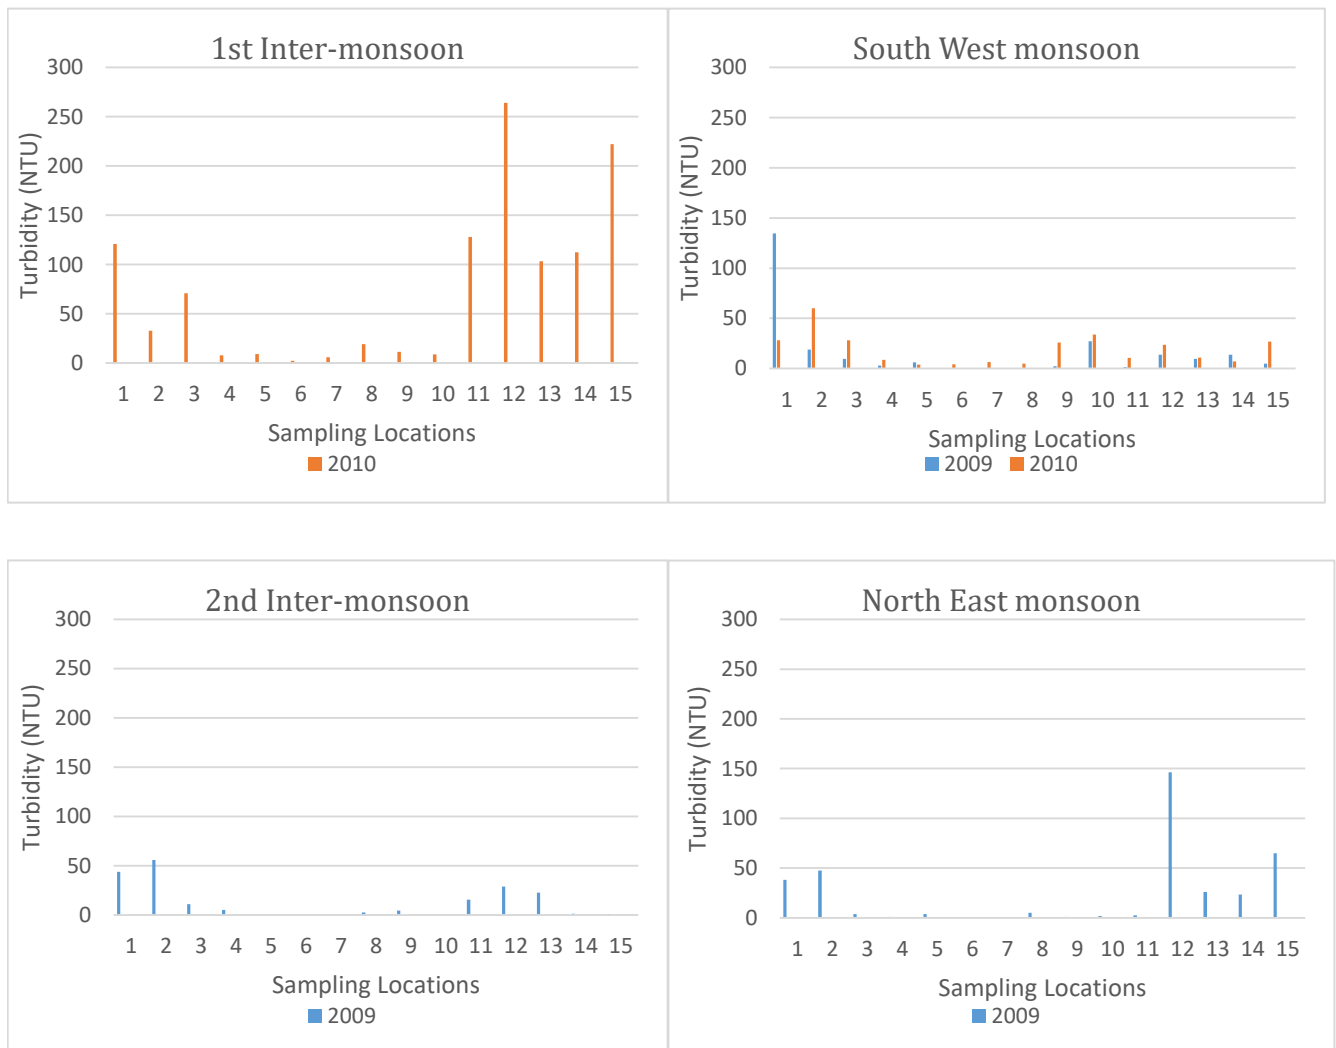 1st Inter-monsoon
300
250
200
150
100
50
0
Turbidity (NTU)
1 2 3 4 5 6 7 8 9 10 11 12 13 14 15
Sampling Locations
2010
South West monsoon
300
250
200
150
100
50
0
Turbidity (NTU)
1 2 3 4 5 6 7 8 9 10 11 12 13 14 15
Sampling Locations
2009 2010
2nd Inter-monsoon
300
250
200
150
100
50
0
Turbidity (NTU)
1 2 3 4 5 6 7 8 9 10 11 12 13 14 15
Sampling Locations
2009
North East monsoon
300
250
200
150
100
50
0
Turbidity (NTU)
1 2 3 4 5 6 7 8 9 10 11 12 13 14 15
Sampling Locations
2009